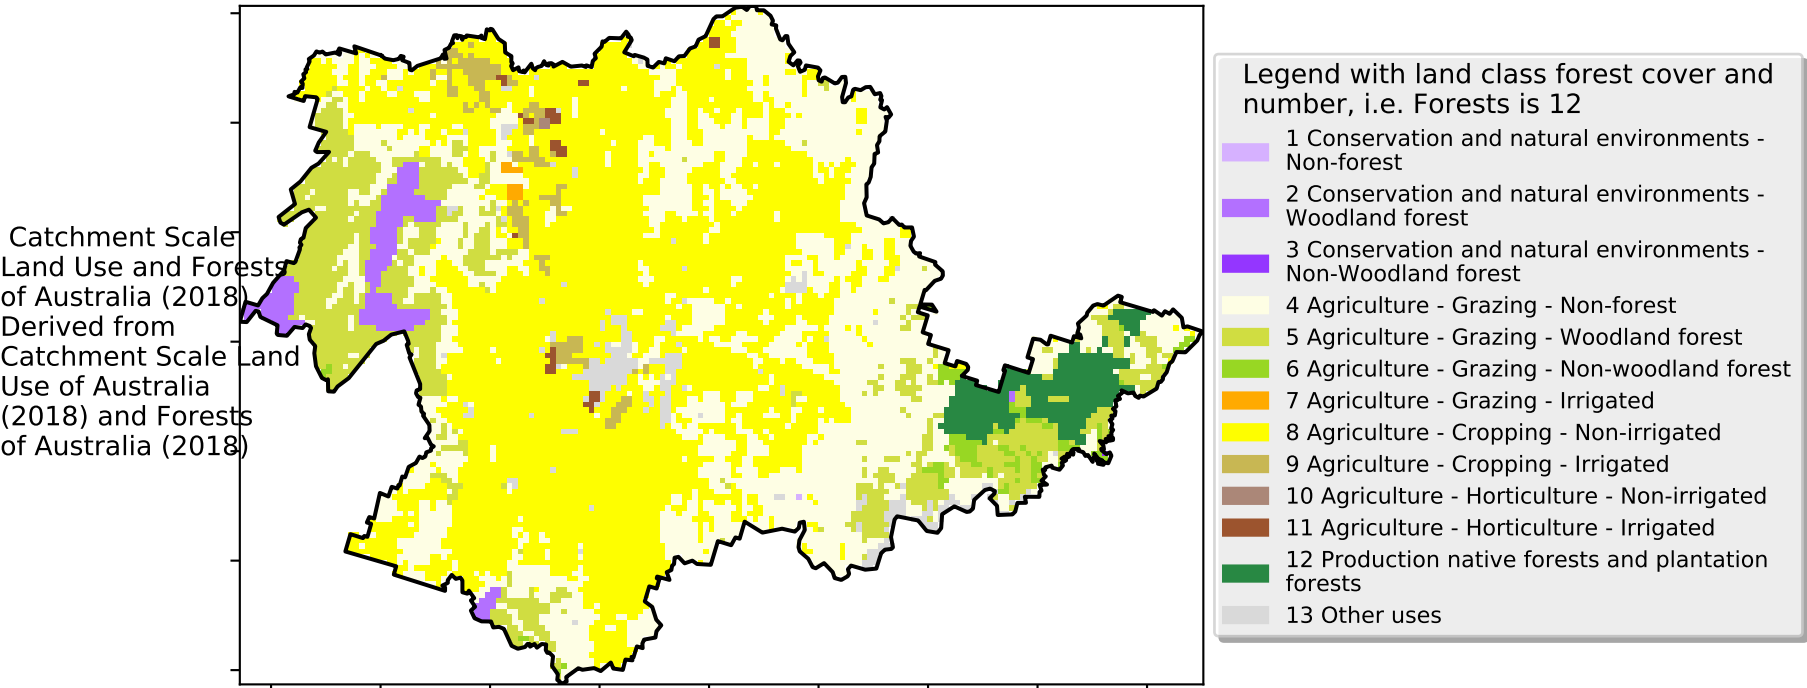 Catchment Scale
Land Use and Forests
of Australia (2018)
Derived from
Catchment Scale Land
Use of Australia
(2018) and Forests
of Australia (2018)
Legend with land class forest cover and
number, i.e. Forests is 12
1 Conservation and natural environments -
Non-forest
2 Conservation and natural environments -
Woodland forest
3 Conservation and natural environments -
Non-Woodland forest
4 Agriculture - Grazing - Non-forest
5 Agriculture - Grazing - Woodland forest
6 Agriculture - Grazing - Non-woodland forest
7 Agriculture - Grazing - Irrigated
8 Agriculture - Cropping - Non-irrigated
9 Agriculture - Cropping - Irrigated
10 Agriculture - Horticulture - Non-irrigated
11 Agriculture - Horticulture - Irrigated
12 Production native forests and plantation
forests
13 Other uses